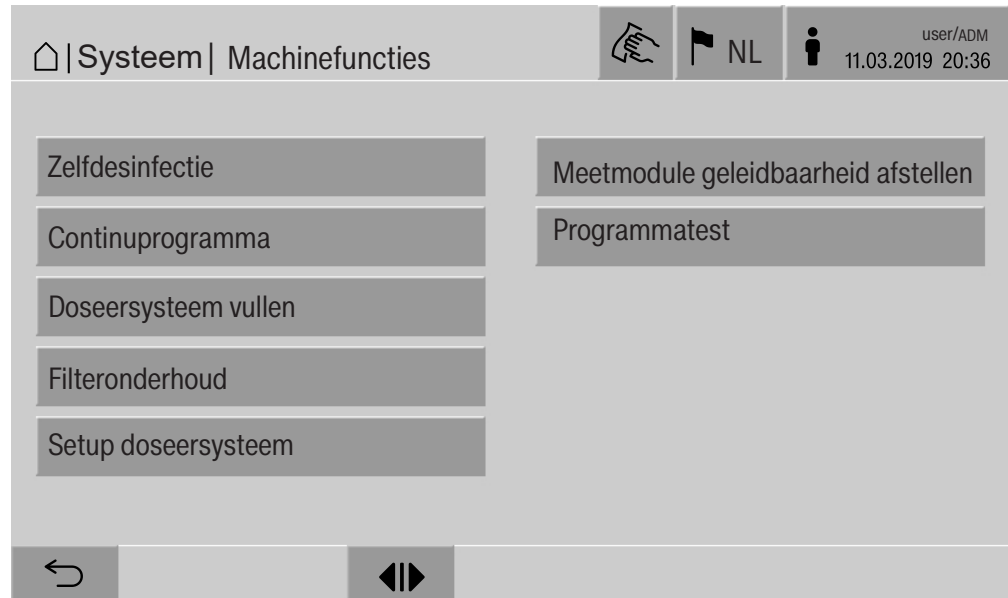 |Systeem| Machinefuncties
NL
user/ADM
11.03.2019 20:36
Zelfdesinfectie
Continuprogramma
Doseersysteem vullen
Filteronderhoud
Setup doseersysteem
Meetmodule geleidbaarheid afstellen
Programmatest